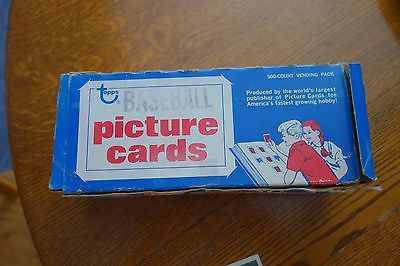 500-COUNT VENDING PACK
topps
BASEBALL
picture
cards
Produced by the world's largest
publisher of Picture Cards for
America's fastest growing hobby!